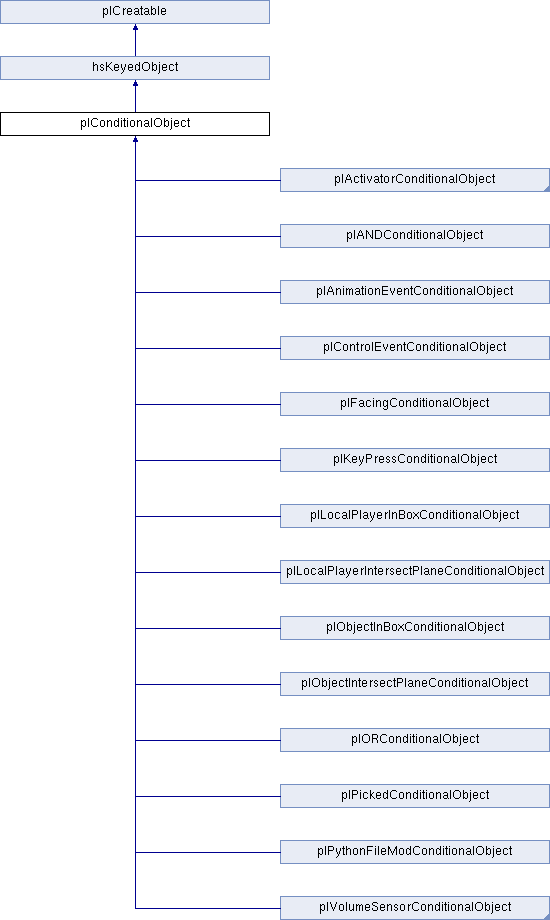 plCreatable
hsKeyedObject
plConditionalObject
plActivatorConditionalObject
plANDConditionalObject
plAnimationEventConditionalObject
plControlEventConditionalObject
plFacingConditionalObject
plKeyPressConditionalObject
plLocalPlayerInBoxConditionalObject
plLocalPlayerIntersectPlaneConditionalObject
plObjectInBoxConditionalObject
plObjectIntersectPlaneConditionalObject
plORConditionalObject
plPickedConditionalObject
plPythonFileModConditionalObject
plVolumeSensorConditionalObject